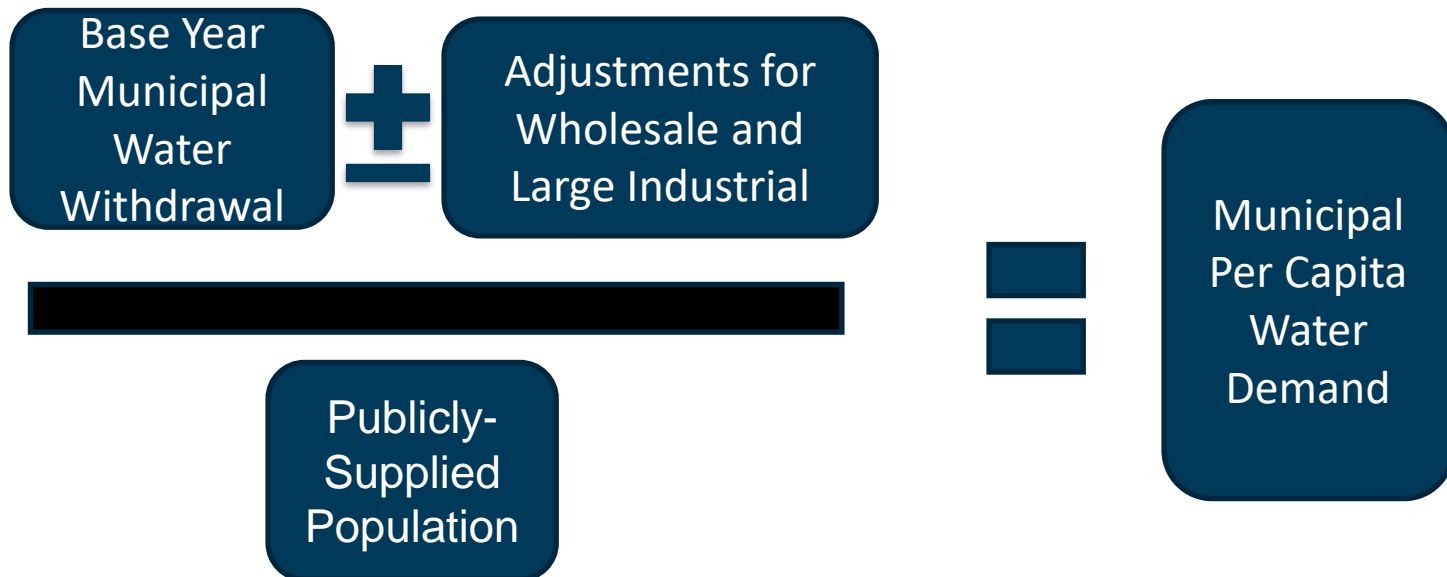 Base Year
Municipal
Water
Withdrawal
Adjustments for
Wholesale and
Large Industrial
Publicly-
Supplied
Population
Municipal
Per Capita
Water
Demand